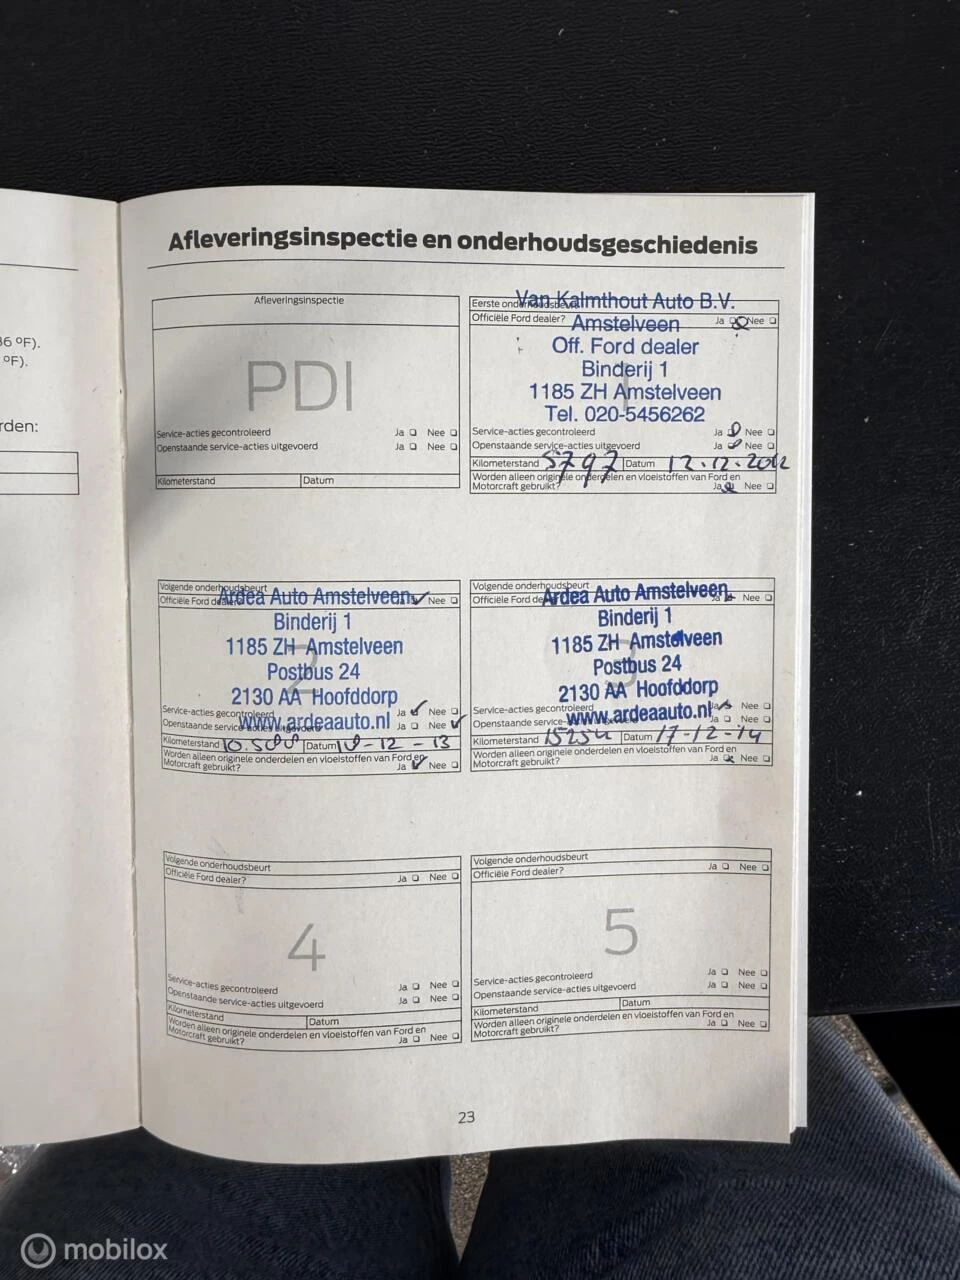 36 ºF).
ºF).
rden:
Afleveringsinspectie en onderhoudsgeschiedenis
Afleveringsinspectie
PDI
Service-acties gecontroleerd Ja Nee
Openstaande service-acties uitgevoerd Ja Nee
Kilometerstand Datum
Eerste onderhoudsbeurt
Van Kalmthout Auto B.V.
Officiële Ford dealer? Ja Nee
Amstelveen
Off. Ford dealer
Binderij 1
1185 ZH Amstelveen
Tel. 020-5456262
1
Service-acties gecontroleerd Ja Nee
Openstaande service-acties uitgevoerd Ja Nee
Kilometerstand 5797 Datum 12.12.2012
Worden alleen originele onderdelen en vloeistoffen van Ford en
Motorcraft gebruikt? Ja Nee
Volgende onderhoudsbeurt
Officiële Ford dealer? Ja Nee
Ardea Auto Amstelveen
Binderij 1
1185 ZH Amstelveen
Postbus 24
2130 AA Hoofddorp
www.ardeaauto.nl
2
Service-acties gecontroleerd Ja Nee
Openstaande service-acties uitgevoerd Ja Nee
Kilometerstand Datum
Worden alleen originele onderdelen en vloeistoffen van Ford en
Motorcraft gebruikt? Ja Nee
Volgende onderhoudsbeurt
Officiële Ford dealer? Ja Nee
Ardea Auto Amstelveen
Binderij 1
1185 ZH Amstelveen
Postbus 24
2130 AA Hoofddorp
www.ardeaauto.nl
3
Service-acties gecontroleerd Ja Nee
Openstaande service-acties uitgevoerd Ja Nee
Kilometerstand Datum 17-12-14
Worden alleen originele onderdelen en vloeistoffen van Ford en
Motorcraft gebruikt? Ja Nee
Volgende onderhoudsbeurt
Officiële Ford dealer? Ja Nee
4
Service-acties gecontroleerd Ja Nee
Openstaande service-acties uitgevoerd Ja Nee
Kilometerstand Datum
Worden alleen originele onderdelen en vloeistoffen van Ford en
Motorcraft gebruikt? Ja Nee
Volgende onderhoudsbeurt
Officiële Ford dealer? Ja Nee
5
Service-acties gecontroleerd Ja Nee
Openstaande service-acties uitgevoerd Ja Nee
Kilometerstand Datum
Worden alleen originele onderdelen en vloeistoffen van Ford en
Motorcraft gebruikt? Ja Nee
23
mobilox